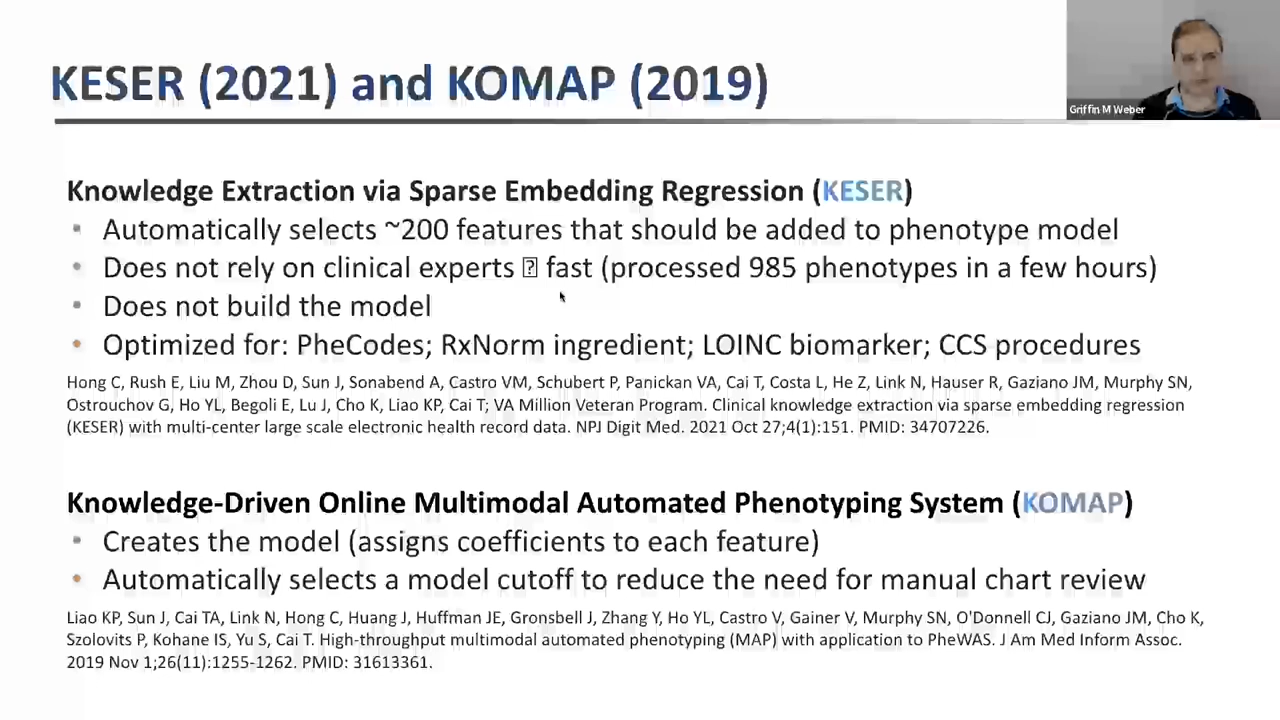 KESER (2021) and KOMAP (2019)
Griffin M Weber
Knowledge Extraction via Sparse Embedding Regression (KESER)
• Automatically selects ~200 features that should be added to phenotype model
• Does not rely on clinical experts ⍰ fast (processed 985 phenotypes in a few hours)
• Does not build the model
• Optimized for: PheCodes; RxNorm ingredient; LOINC biomarker; CCS procedures
Hong C, Rush E, Liu M, Zhou D, Sun J, Sonabend A, Castro VM, Schubert P, Panickan VA, Cai T, Costa L, He Z, Link N, Hauser R, Gaziano JM, Murphy SN,
Ostrouchov G, Ho YL, Begoli E, Lu J, Cho K, Liao KP, Cai T; VA Million Veteran Program. Clinical knowledge extraction via sparse embedding regression
(KESER) with multi-center large scale electronic health record data. NPJ Digit Med. 2021 Oct 27;4(1):151. PMID: 34707226.
Knowledge-Driven Online Multimodal Automated Phenotyping System (KOMAP)
• Creates the model (assigns coefficients to each feature)
• Automatically selects a model cutoff to reduce the need for manual chart review
Liao KP, Sun J, Cai TA, Link N, Hong C, Huang J, Huffman JE, Gronsbell J, Zhang Y, Ho YL, Castro V, Gainer V, Murphy SN, O'Donnell CJ, Gaziano JM, Cho K,
Szolovits P, Kohane IS, Yu S, Cai T. High-throughput multimodal automated phenotyping (MAP) with application to PheWAS. J Am Med Inform Assoc.
2019 Nov 1;26(11):1255-1262. PMID: 31613361.